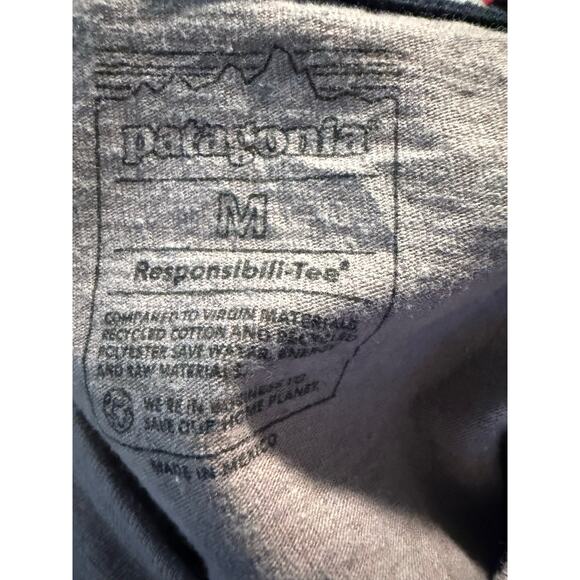 patagonia®
M
Responsibili-Tee®
COMPARED TO VIRGIN MATERIALS,
RECYCLED COTTON AND RECYCLED
POLYESTER SAVE WATER, ENERGY
AND RAW MATERIALS.
WE'RE IN BUSINESS TO
SAVE OUR HOME PLANET.
MADE IN MEXICO